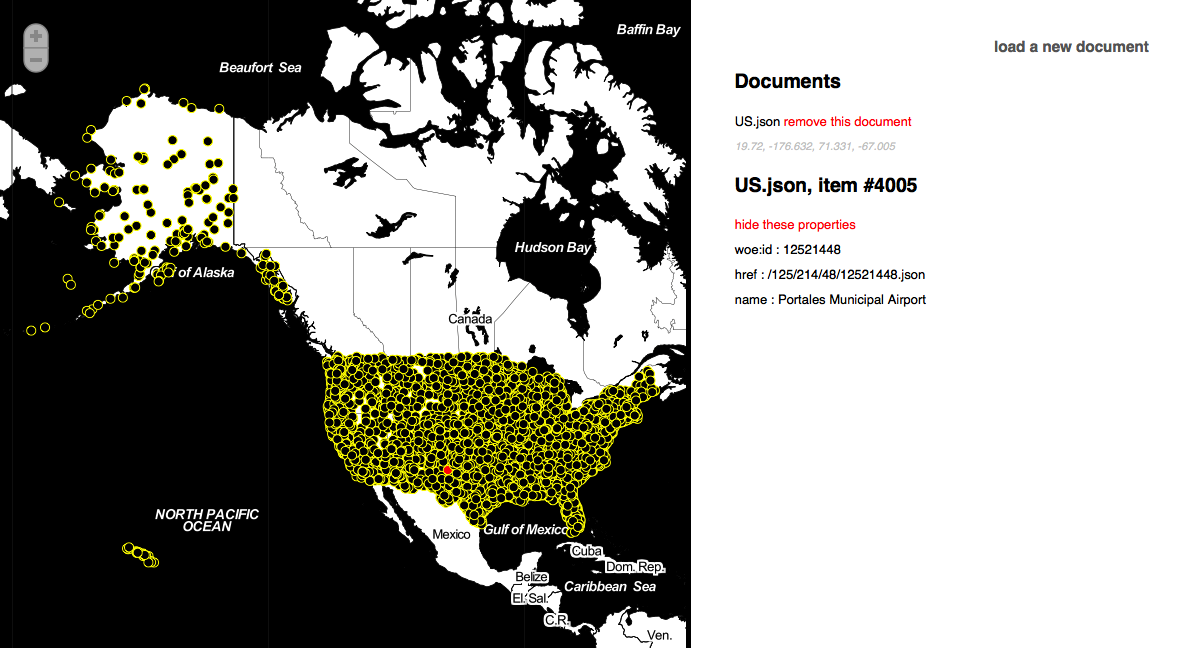 Baffin Bay
Beaufort Sea
of Alaska
Hudson Bay
Canada
NORTH PACIFIC
OCEAN
Mexico
Gulf of Mexico
Cuba
Dom. Rep.
Belize
Caribbean Sea
El. Sal.
C.R.
Ven.
load a new document
Documents
US.json remove this document
19.72, -176.632, 71.331, -67.005
US.json, item #4005
hide these properties
woe:id : 12521448
href : /125/214/48/12521448.json
name : Portales Municipal Airport